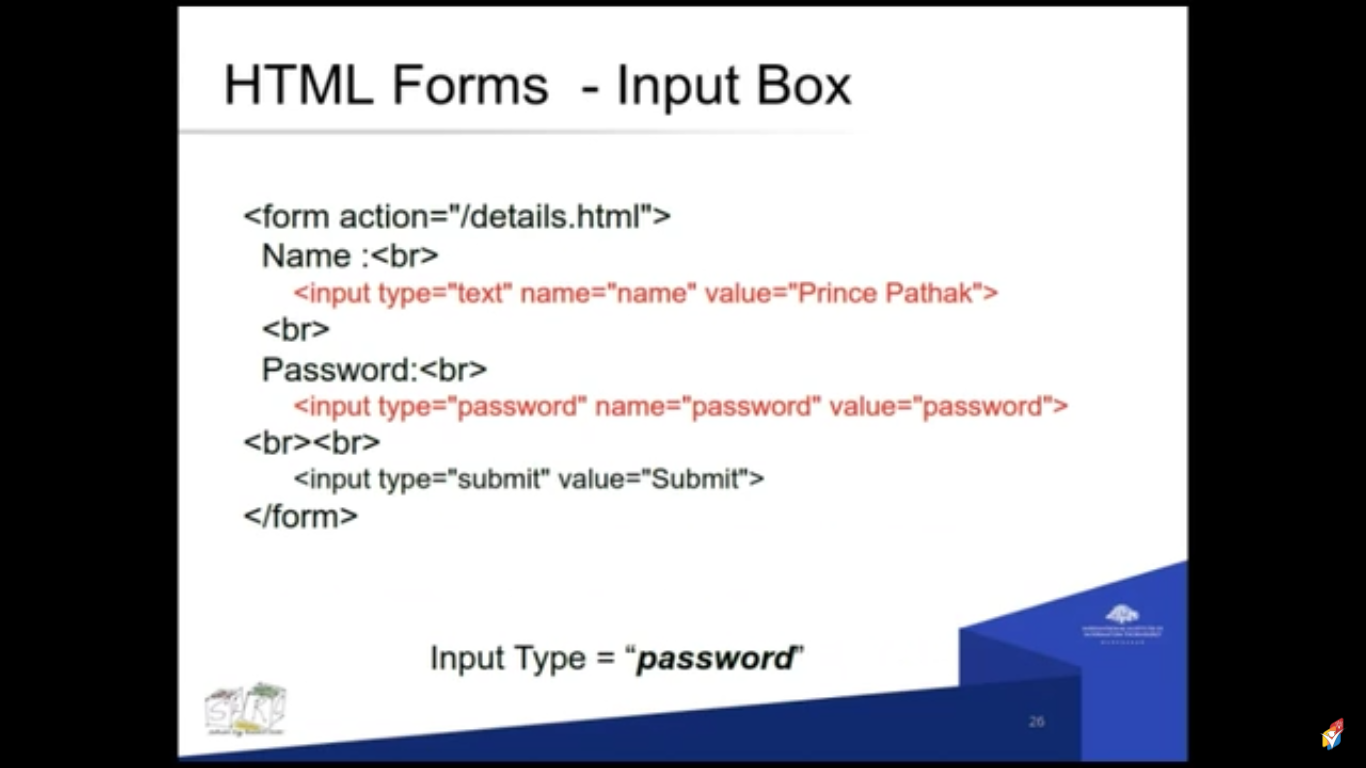 HTML Forms - Input Box
<form action="/details.html">
Name :<br>
<input type="text" name="name" value="Prince Pathak">
<br>
Password:<br>
<input type="password" name="password" value="password">
<br><br>
<input type="submit" value="Submit">
</form>
Input Type = “password”
26